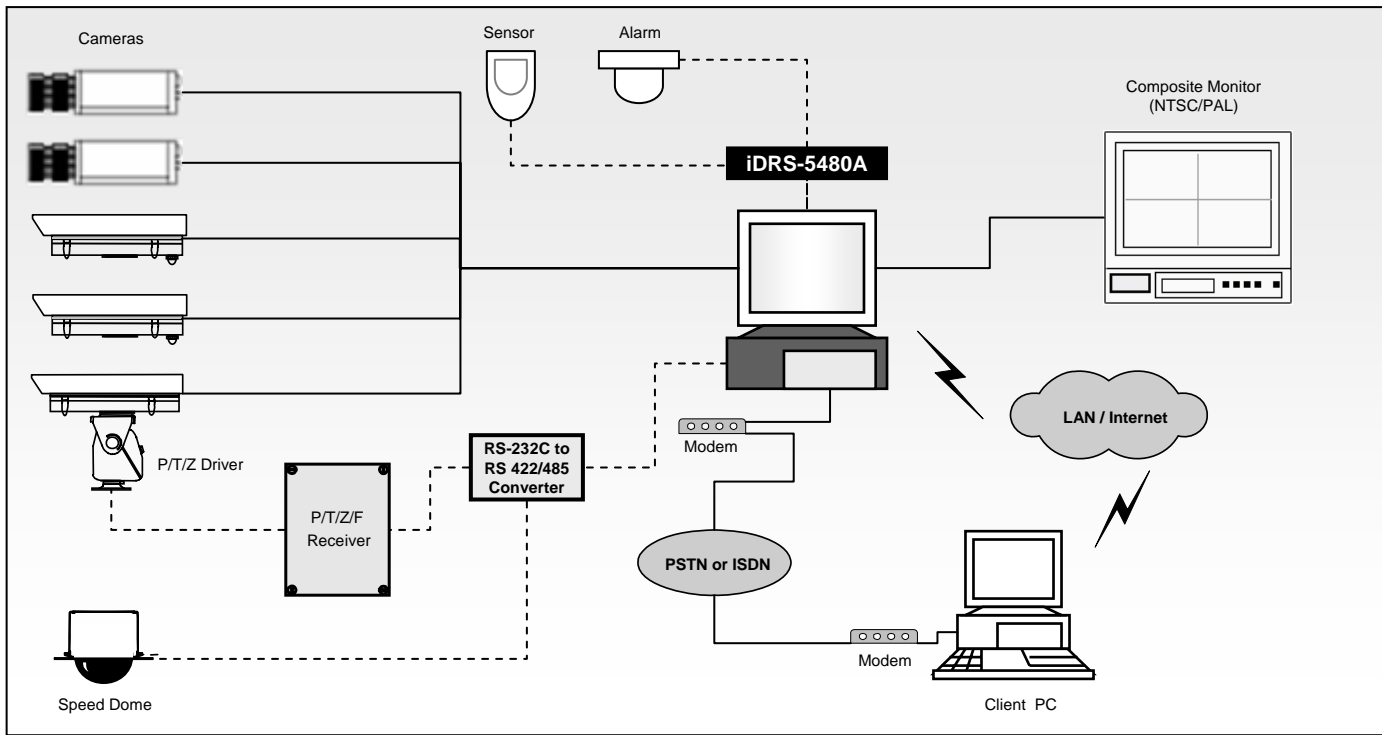 Cameras
Sensor
Alarm
Composite Monitor
(NTSC/PAL)
iDRS-5480A
LAN / Internet
Modem
P/T/Z Driver
RS-232C to
RS 422/485
Converter
P/T/Z/F
Receiver
PSTN or ISDN
Modem
Speed Dome
Client PC